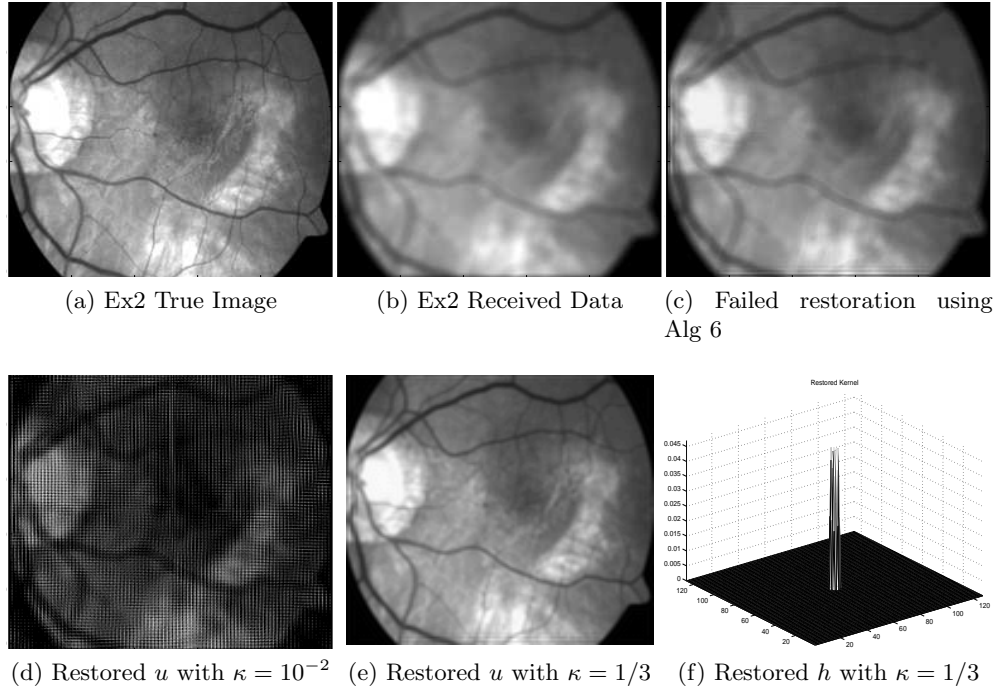 (a) Ex2 True Image
(b) Ex2 Received Data
(c) Failed restoration using
Alg 6
Restored Kernel
0.045
0.04
0.035
0.03
0.025
0.02
0.015
0.01
0.005
0
120
100
80
60
40
20
20
40
60
80
100
120
(d) Restored u with κ = 10⁻²
(e) Restored u with κ = 1/3
(f) Restored h with κ = 1/3